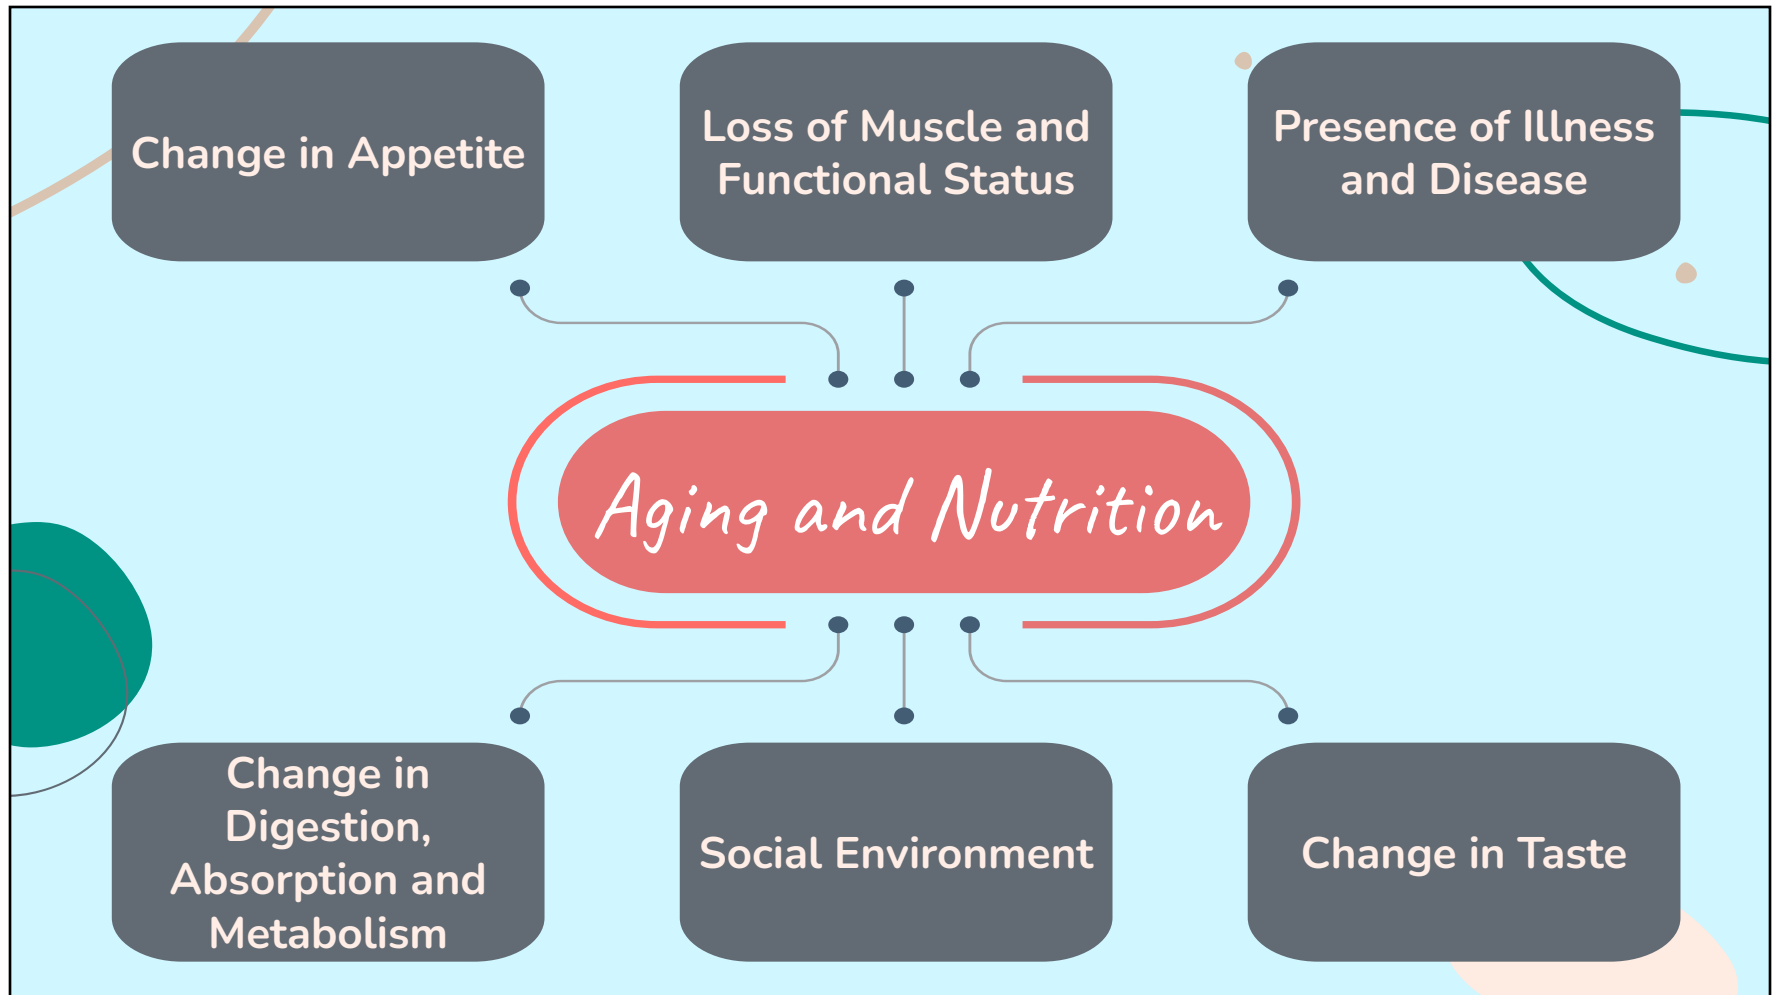 Change in Appetite
Loss of Muscle and
Functional Status
Presence of Illness
and Disease
Aging and Nutrition
Change in
Digestion,
Absorption and
Metabolism
Social Environment
Change in Taste